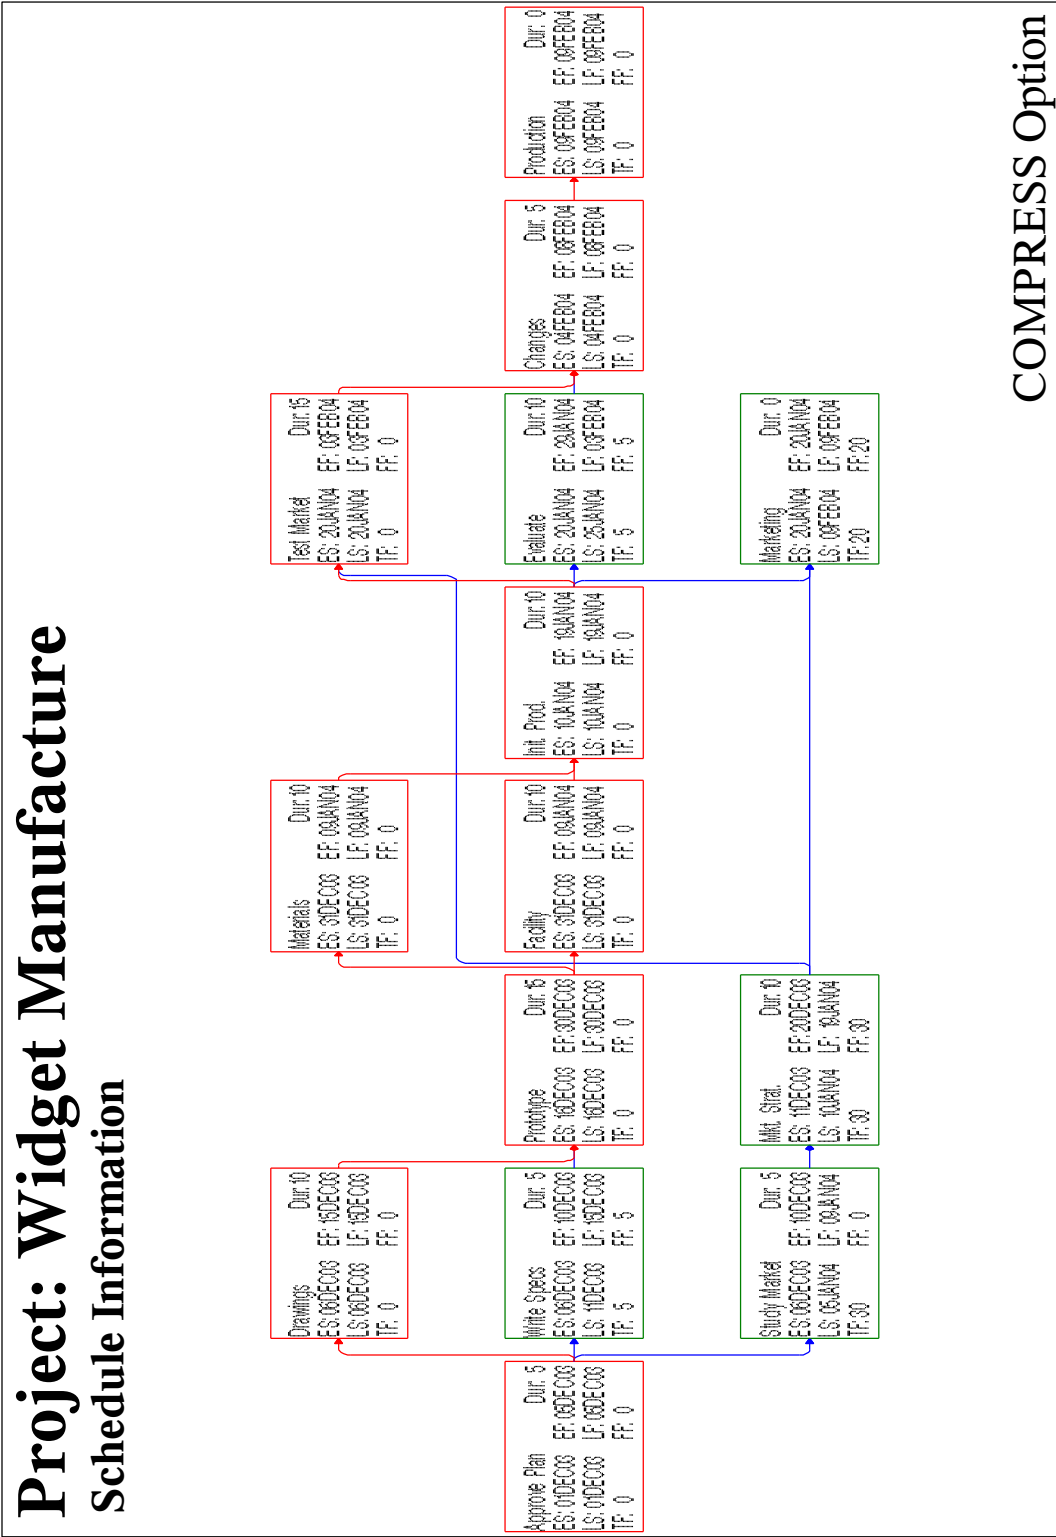 Project: Widget Manufacture
Schedule Information
Drawings Dur: 10
ES: 06DEC03 EF: 15DEC03
LS: 06DEC03 LF: 15DEC03
TF: 0 FF: 0
Materials Dur: 10
ES: 31DEC03 EF: 09JAN04
LS: 31DEC03 LF: 09JAN04
TF: 0 FF: 0
Test Market Dur: 15
ES: 20JAN04 EF: 03FEB04
LS: 20JAN04 LF: 03FEB04
TF: 0 FF: 0
Approve Plan Dur: 5
ES: 01DEC03 EF: 05DEC03
LS: 01DEC03 LF: 05DEC03
TF: 0 FF: 0
Write Specs Dur: 5
ES: 06DEC03 EF: 10DEC03
LS: 11DEC03 LF: 15DEC03
TF: 5 FF: 5
Prototype Dur: 15
ES: 16DEC03 EF: 30DEC03
LS: 16DEC03 LF: 30DEC03
TF: 0 FF: 0
Facility Dur: 10
ES: 31DEC03 EF: 09JAN04
LS: 31DEC03 LF: 09JAN04
TF: 0 FF: 0
Init. Prod. Dur: 10
ES: 10JAN04 EF: 19JAN04
LS: 10JAN04 LF: 19JAN04
TF: 0 FF: 0
Evaluate Dur: 10
ES: 20JAN04 EF: 29JAN04
LS: 25JAN04 LF: 03FEB04
TF: 5 FF: 5
Changes Dur: 5
ES: 04FEB04 EF: 08FEB04
LS: 04FEB04 LF: 08FEB04
TF: 0 FF: 0
Production Dur: 0
ES: 09FEB04 EF: 09FEB04
LS: 09FEB04 LF: 09FEB04
TF: 0 FF: 0
Study Market Dur: 5
ES: 06DEC03 EF: 10DEC03
LS: 05JAN04 LF: 09JAN04
TF: 30 FF: 0
Mkt. Strat. Dur: 10
ES: 11DEC03 EF: 20DEC03
LS: 10JAN04 LF: 19JAN04
TF: 30 FF: 30
Marketing Dur: 0
ES: 20JAN04 EF: 20JAN04
LS: 09FEB04 LF: 09FEB04
TF: 20 FF: 20
COMPRESS Option